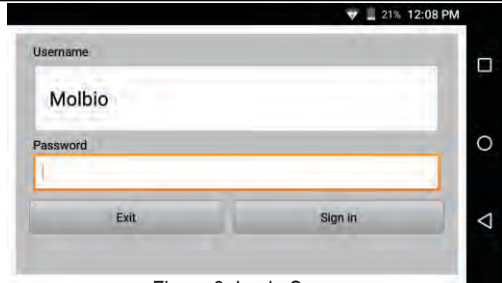 21% 12:08 PM
Username
Molbio
Password
Exit Sign in